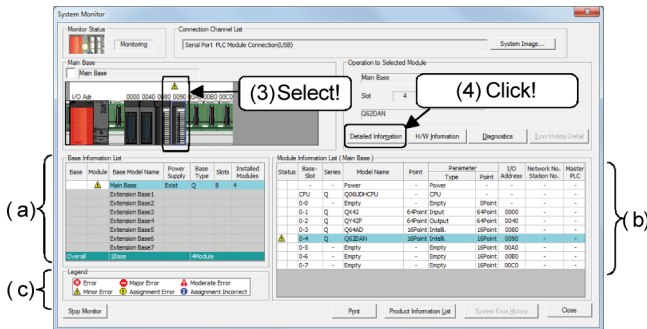 System Monitor
Monitor Status
Monitoring
Connection Channel List
Serial Port PLC Module Connection(USB)
System Image...
Main Base
Main Base
I/O Adr 0000 0040 0080 0090 00A0 00B0 00C0
(3)Select!
Operation to Selected Module
Main Base
Slot 4
Q62DAN
(4) Click!
Detailed Information H/W Information Diagnostics Error History Detail
(a)
Base Information List
Base Module Base Model Name Power Supply Base Type Slots Installed Modules
Main Base Exist Q 8 4
Extension Base1
Extension Base2
Extension Base3
Extension Base4
Extension Base5
Extension Base6
Extension Base7
Overall 1Base 4Module
Module Information List ( Main Base )
Status Base-Slot Series Model Name Point Parameter Type Point I/O Address Network No. Station No. Master PLC
- - Power - Power - - - -
CPU Q Q06UDHCPU - CPU - - - -
0-0 - Empty - Empty 0Point - - -
0-1 Q QX42 64Point Input 64Point 0000 - -
0-2 Q QY42P 64Point Output 64Point 0040 - -
0-3 Q Q64AD 16Point Intelli. 16Point 0080 - -
0-4 Q Q62DAN 16Point Intelli. 16Point 0090 - -
0-5 - Empty - Empty 16Point 00A0 - -
0-6 - Empty - Empty 16Point 00B0 - -
0-7 - Empty - Empty 16Point 00C0 - -
(b)
(c)
Legend
Error Major Error Moderate Error
Minor Error Assignment Error Assignment Incorrect
Stop Monitor
Print Product Information List System Error History Close